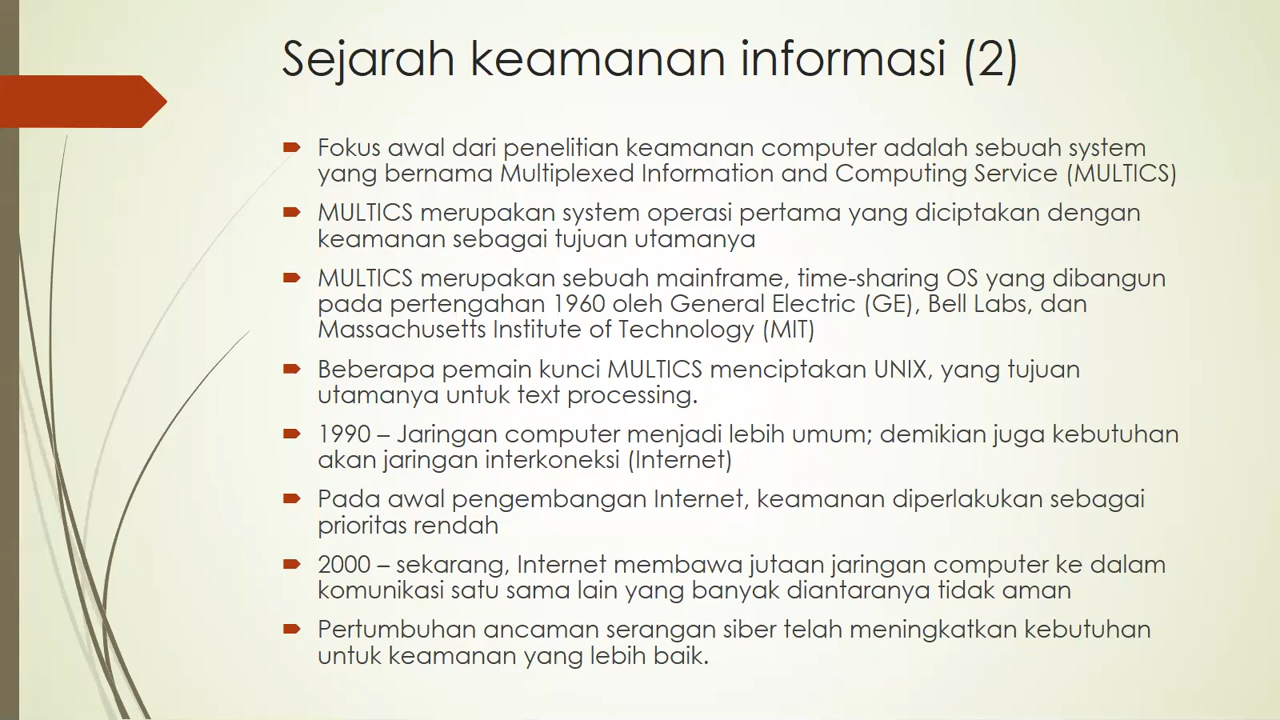 Sejarah keamanan informasi (2)
Fokus awal dari penelitian keamanan computer adalah sebuah system
yang bernama Multiplexed Information and Computing Service (MULTICS)
MULTICS merupakan system operasi pertama yang diciptakan dengan
keamanan sebagai tujuan utamanya
MULTICS merupakan sebuah mainframe, time-sharing OS yang dibangun
pada pertengahan 1960 oleh General Electric (GE), Bell Labs, dan
Massachusetts Institute of Technology (MIT)
Beberapa pemain kunci MULTICS menciptakan UNIX, yang tujuan
utamanya untuk text processing.
1990 – Jaringan computer menjadi lebih umum; demikian juga kebutuhan
akan jaringan interkoneksi (Internet)
Pada awal pengembangan Internet, keamanan diperlakukan sebagai
prioritas rendah
2000 – sekarang, Internet membawa jutaan jaringan computer ke dalam
komunikasi satu sama lain yang banyak diantaranya tidak aman
Pertumbuhan ancaman serangan siber telah meningkatkan kebutuhan
untuk keamanan yang lebih baik.